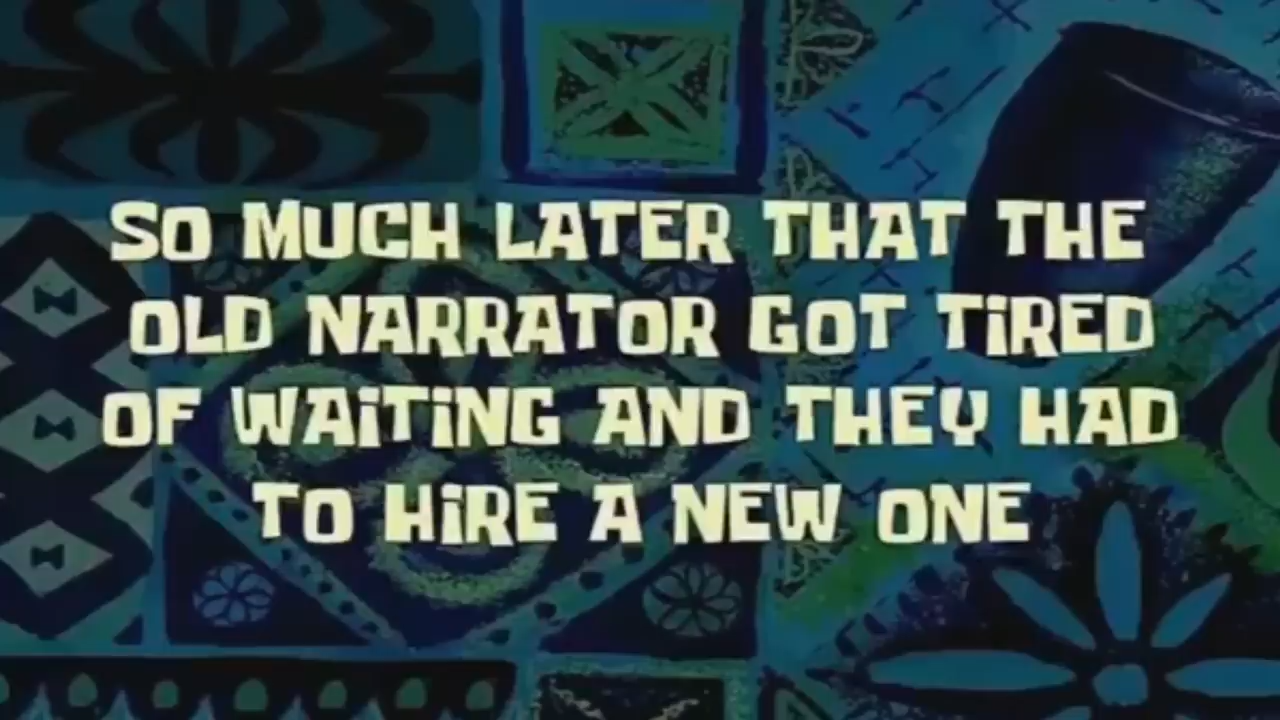 SO MUCH LATER THAT THE
OLD NARRATOR GOT TiRED
OF WAiTiNG AND THEY HAD
TO HiRE A NEW ONE